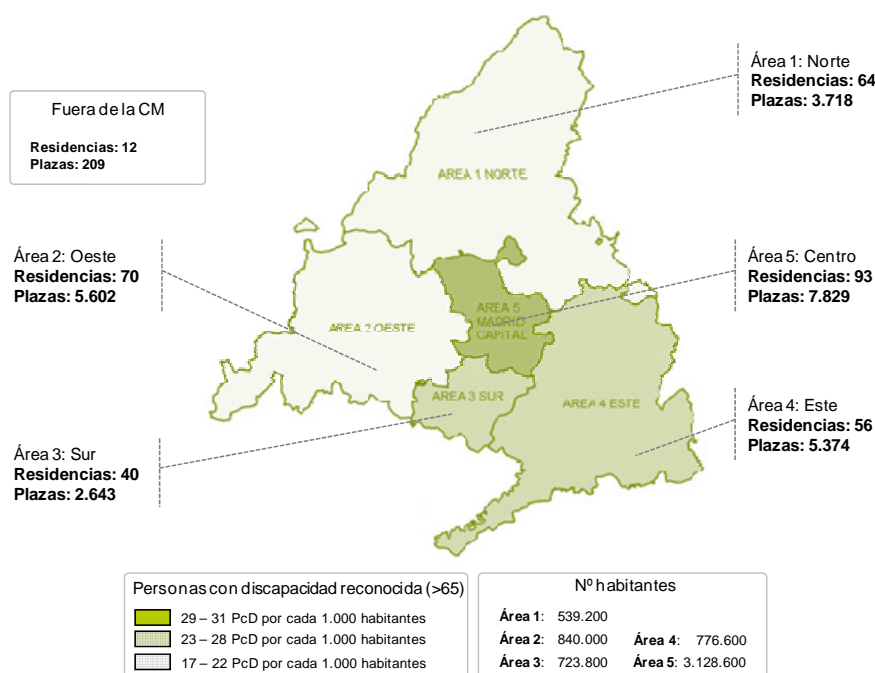 Fuera de la CM
Residencias: 12
Plazas: 209
Área 1: Norte
Residencias: 64
Plazas: 3.718
AREA 1 NORTE
Área 2: Oeste
Residencias: 70
Plazas: 5.602
Área 5: Centro
Residencias: 93
Plazas: 7.829
AREA 5
MADRID
CAPITAL
AREA 2 OESTE
AREA 3 SUR
AREA 4 ESTE
Área 4: Este
Residencias: 56
Plazas: 5.374
Área 3: Sur
Residencias: 40
Plazas: 2.643
Personas con discapacidad reconocida (>65)
29 – 31 PcD por cada 1.000 habitantes
23 – 28 PcD por cada 1.000 habitantes
17 – 22 PcD por cada 1.000 habitantes
Nº habitantes
Área 1: 539.200
Área 2: 840.000 Área 4: 776.600
Área 3: 723.800 Área 5: 3.128.600